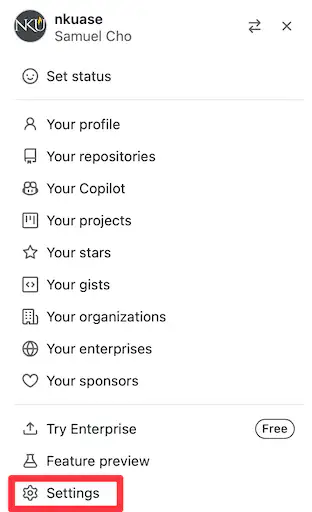 NKU
nkuase
Samuel Cho
Set status
Your profile
Your repositories
Your Copilot
Your projects
Your stars
Your gists
Your organizations
Your enterprises
Your sponsors
Try Enterprise Free
Feature preview
Settings